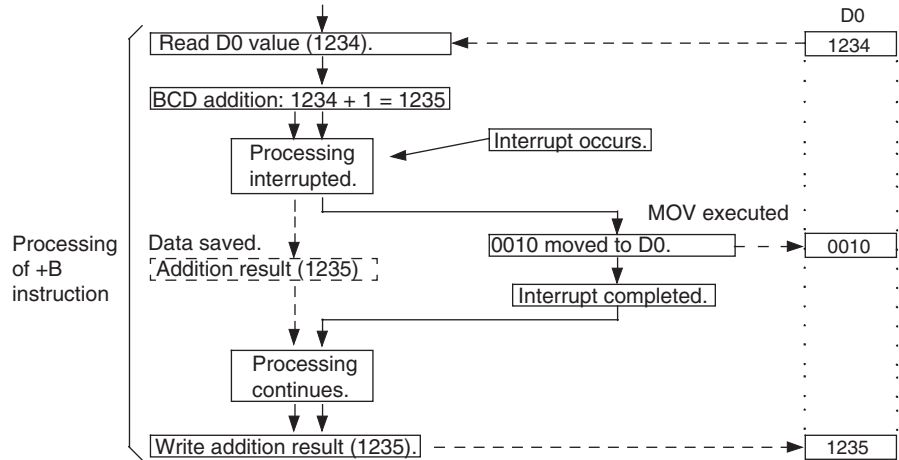 D0
Read D0 value (1234).
1234
BCD addition: 1234 + 1 = 1235
Interrupt occurs.
Processing
interrupted.
MOV executed
Processing
of +B
instruction
Data saved.
0010 moved to D0.
0010
Addition result (1235)
Interrupt completed.
Processing
continues.
Write addition result (1235).
1235